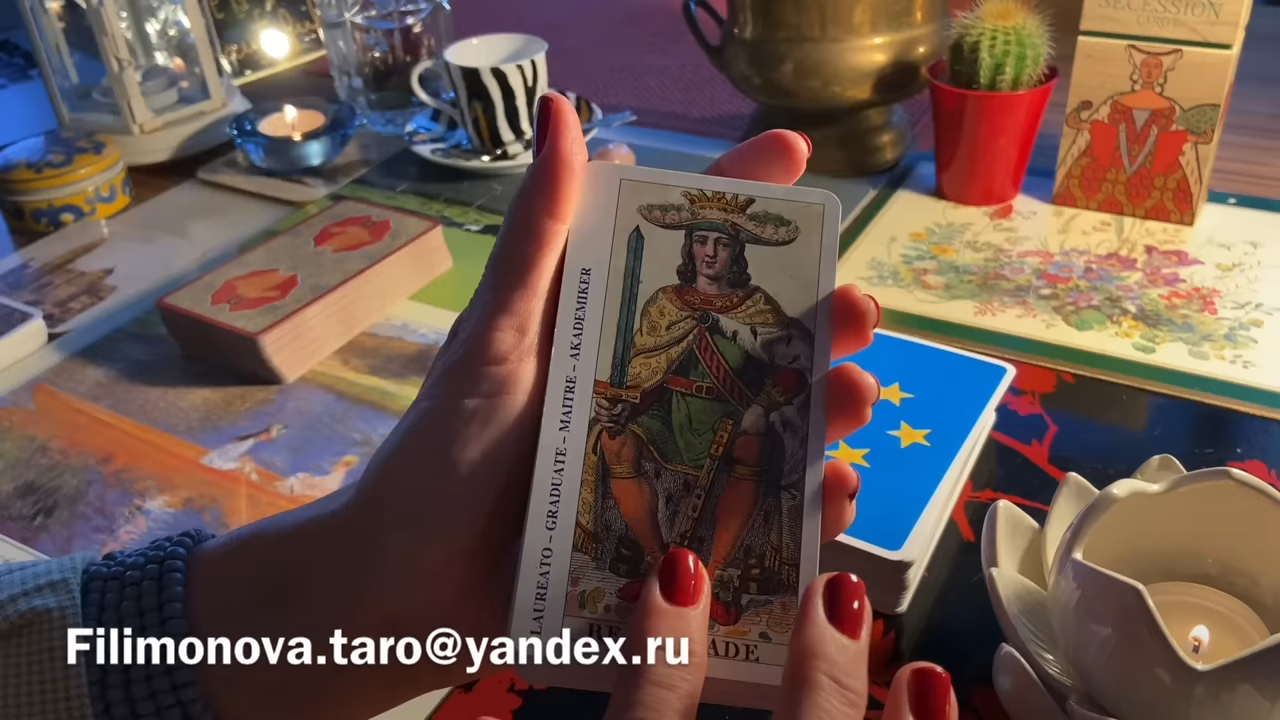 SECESSION
LAUREATO – GRADUATE – MAITRE – AKADEMIKER
Filimonova.taro@yandex.ru